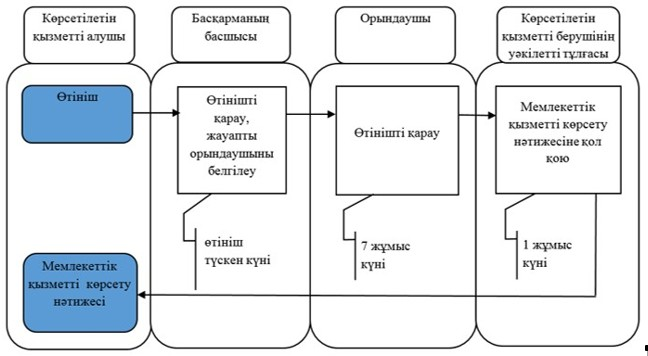 Көрсетілетін
қызметті алушы
Басқарманың
басшысы
Орындаушы
Көрсетілетін
қызметті берушінің
уәкілетті тұлғасы
Өтініш
Өтінішті
қарау,
жауапты
орындаушыны
белгілеу
Өтінішті қарау
Мемлекеттік
қызметті көрсету
нәтижесіне қол
қою
өтініш
түскен күні
7 жұмыс
күні
1 жұмыс
күні
Мемлекеттік
қызметті көрсету
нәтижесі